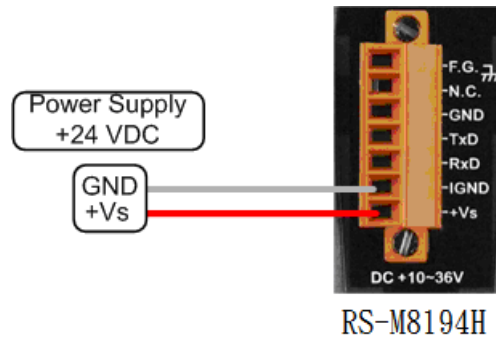 Power Supply
+24 VDC
GND
+Vs
F.G.
N.C.
GND
TxD
RxD
IGND
+Vs
DC +10~36V
RS-M8194H